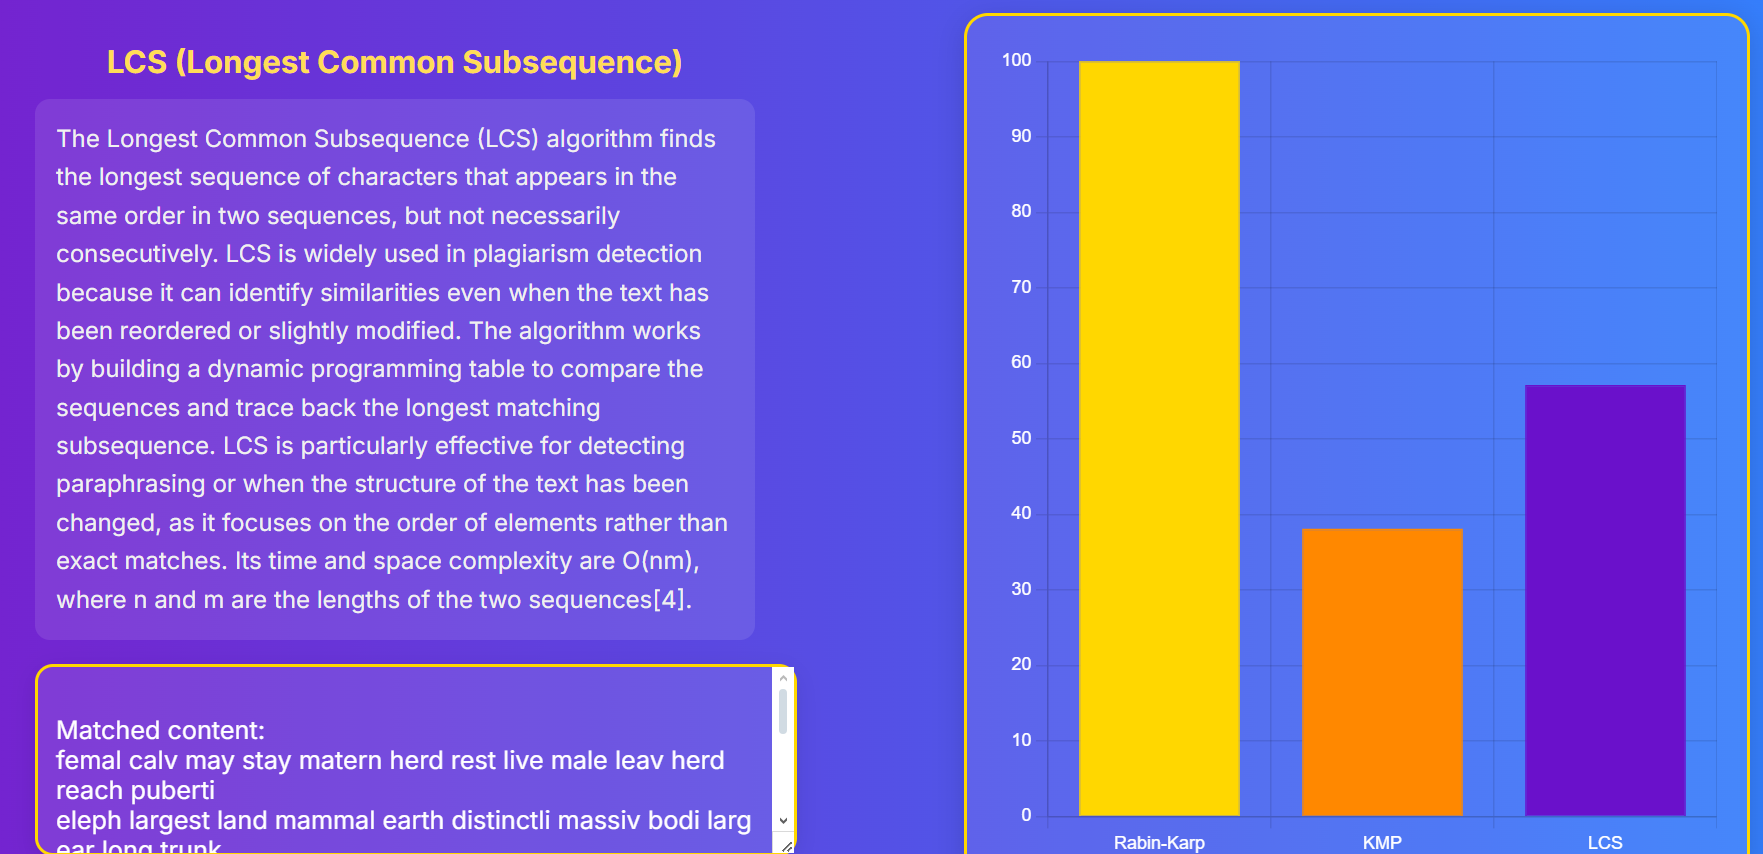 LCS (Longest Common Subsequence)
The Longest Common Subsequence (LCS) algorithm finds
the longest sequence of characters that appears in the
same order in two sequences, but not necessarily
consecutively. LCS is widely used in plagiarism detection
because it can identify similarities even when the text has
been reordered or slightly modified. The algorithm works
by building a dynamic programming table to compare the
sequences and trace back the longest matching
subsequence. LCS is particularly effective for detecting
paraphrasing or when the structure of the text has been
changed, as it focuses on the order of elements rather than
exact matches. Its time and space complexity are O(nm),
where n and m are the lengths of the two sequences[4].
Matched content:
femal calv may stay matern herd rest live male leav herd
reach puberti
eleph largest land mammal earth distinctli massiv bodi larg
ear long trunk
100
90
80
70
60
50
40
30
20
10
0
Rabin-Karp
KMP
LCS